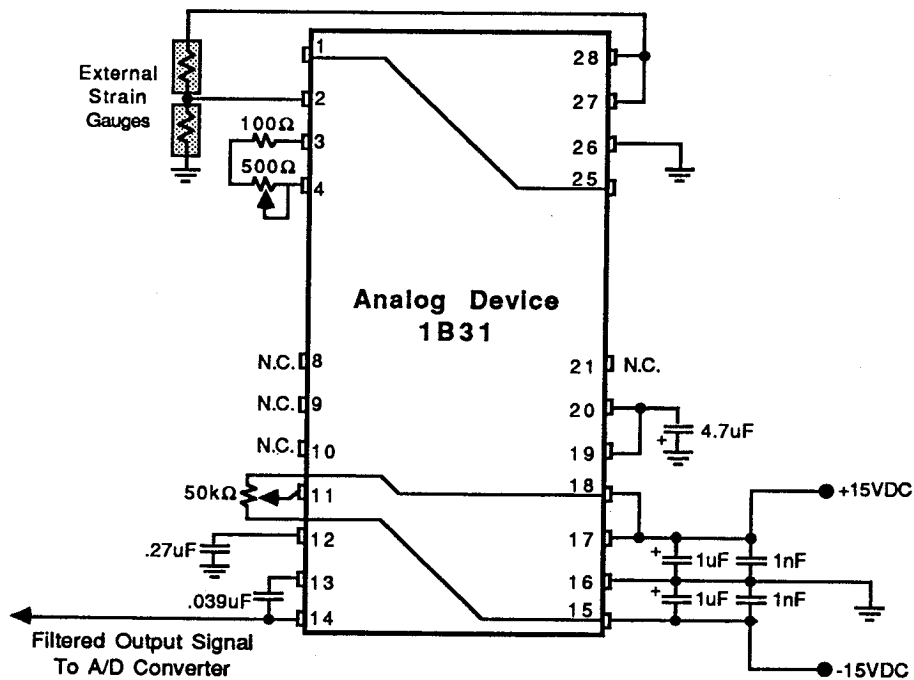 External
Strain
Gauges
1
2
100Ω
3
500Ω
4
28
27
26
25
Analog Device
1B31
N.C.
8
N.C.
9
N.C.
10
50kΩ
11
.27uF
12
13
.039uF
14
Filtered Output Signal
To A/D Converter
21
N.C.
20
19
+
4.7uF
18
+15VDC
17
+
1uF
1nF
16
+
1uF
1nF
15
-15VDC